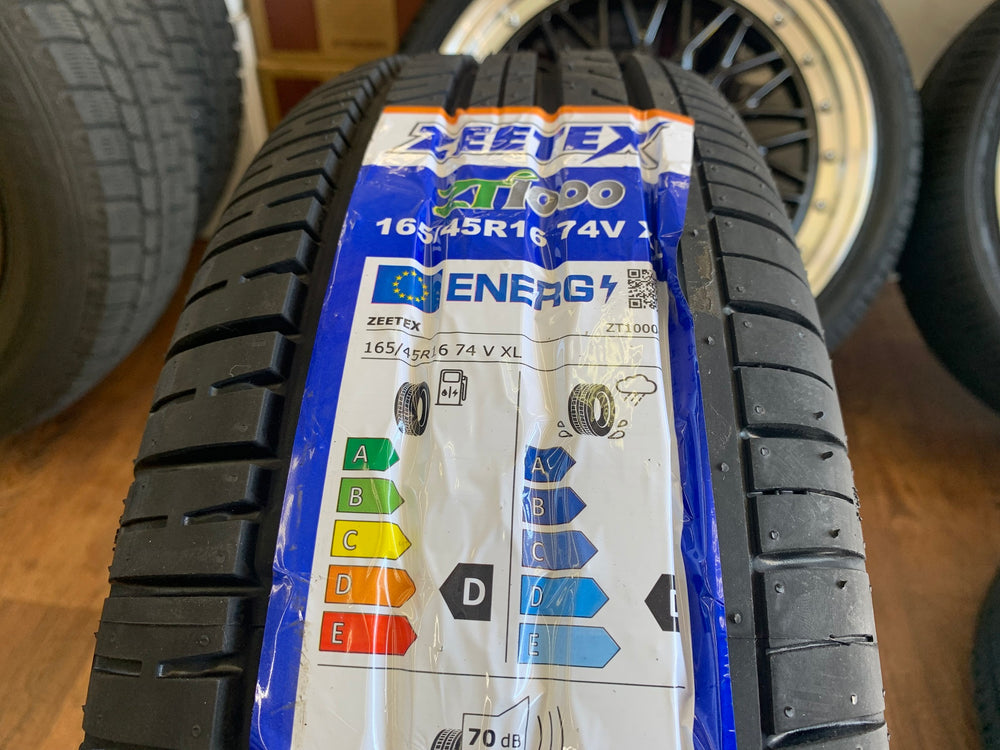 ZEETEX
ZT1000
165/45R16 74V X
ENERG
ZEETEX ZT1000
165/45R16 74 V XL
A A
B B
C C
D D D
E E
70 dB